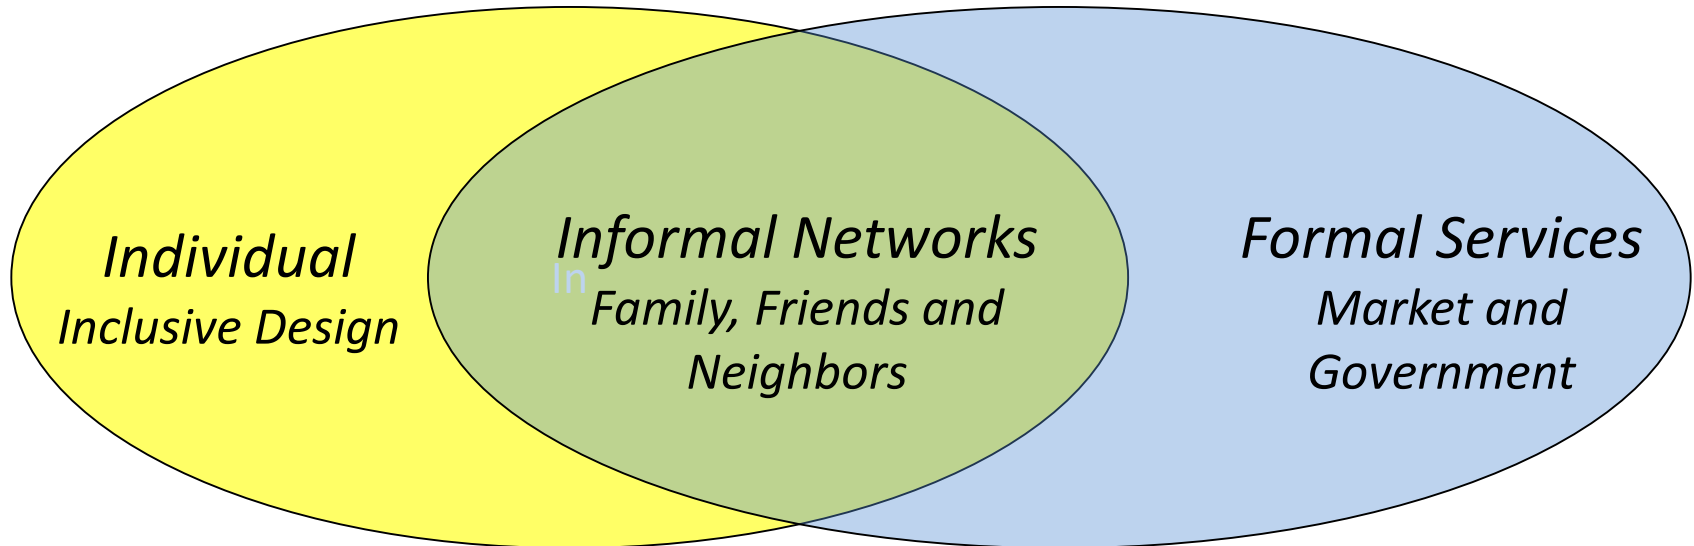 Individual
Inclusive Design
Informal Networks
In
Family, Friends and
Neighbors
Formal Services
Market and
Government